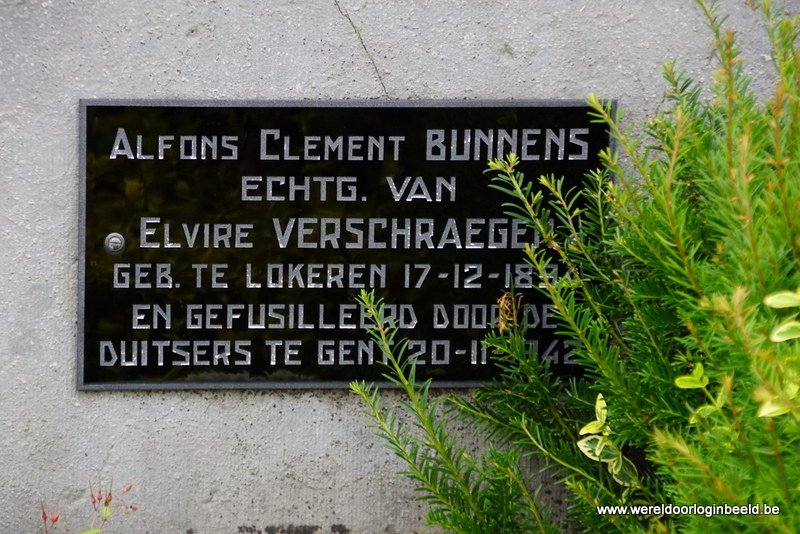 ALFONS CLEMENT BUNNENS
ECHTG. VAN
ELVIRE VERSCHRAEGEN
GEB. TE LOKEREN 17-12-189
EN GEFUSILLEERD DOOR DE
DUITSERS TE GENT 20-11-1942
www.wereldoorloginbeeld.be